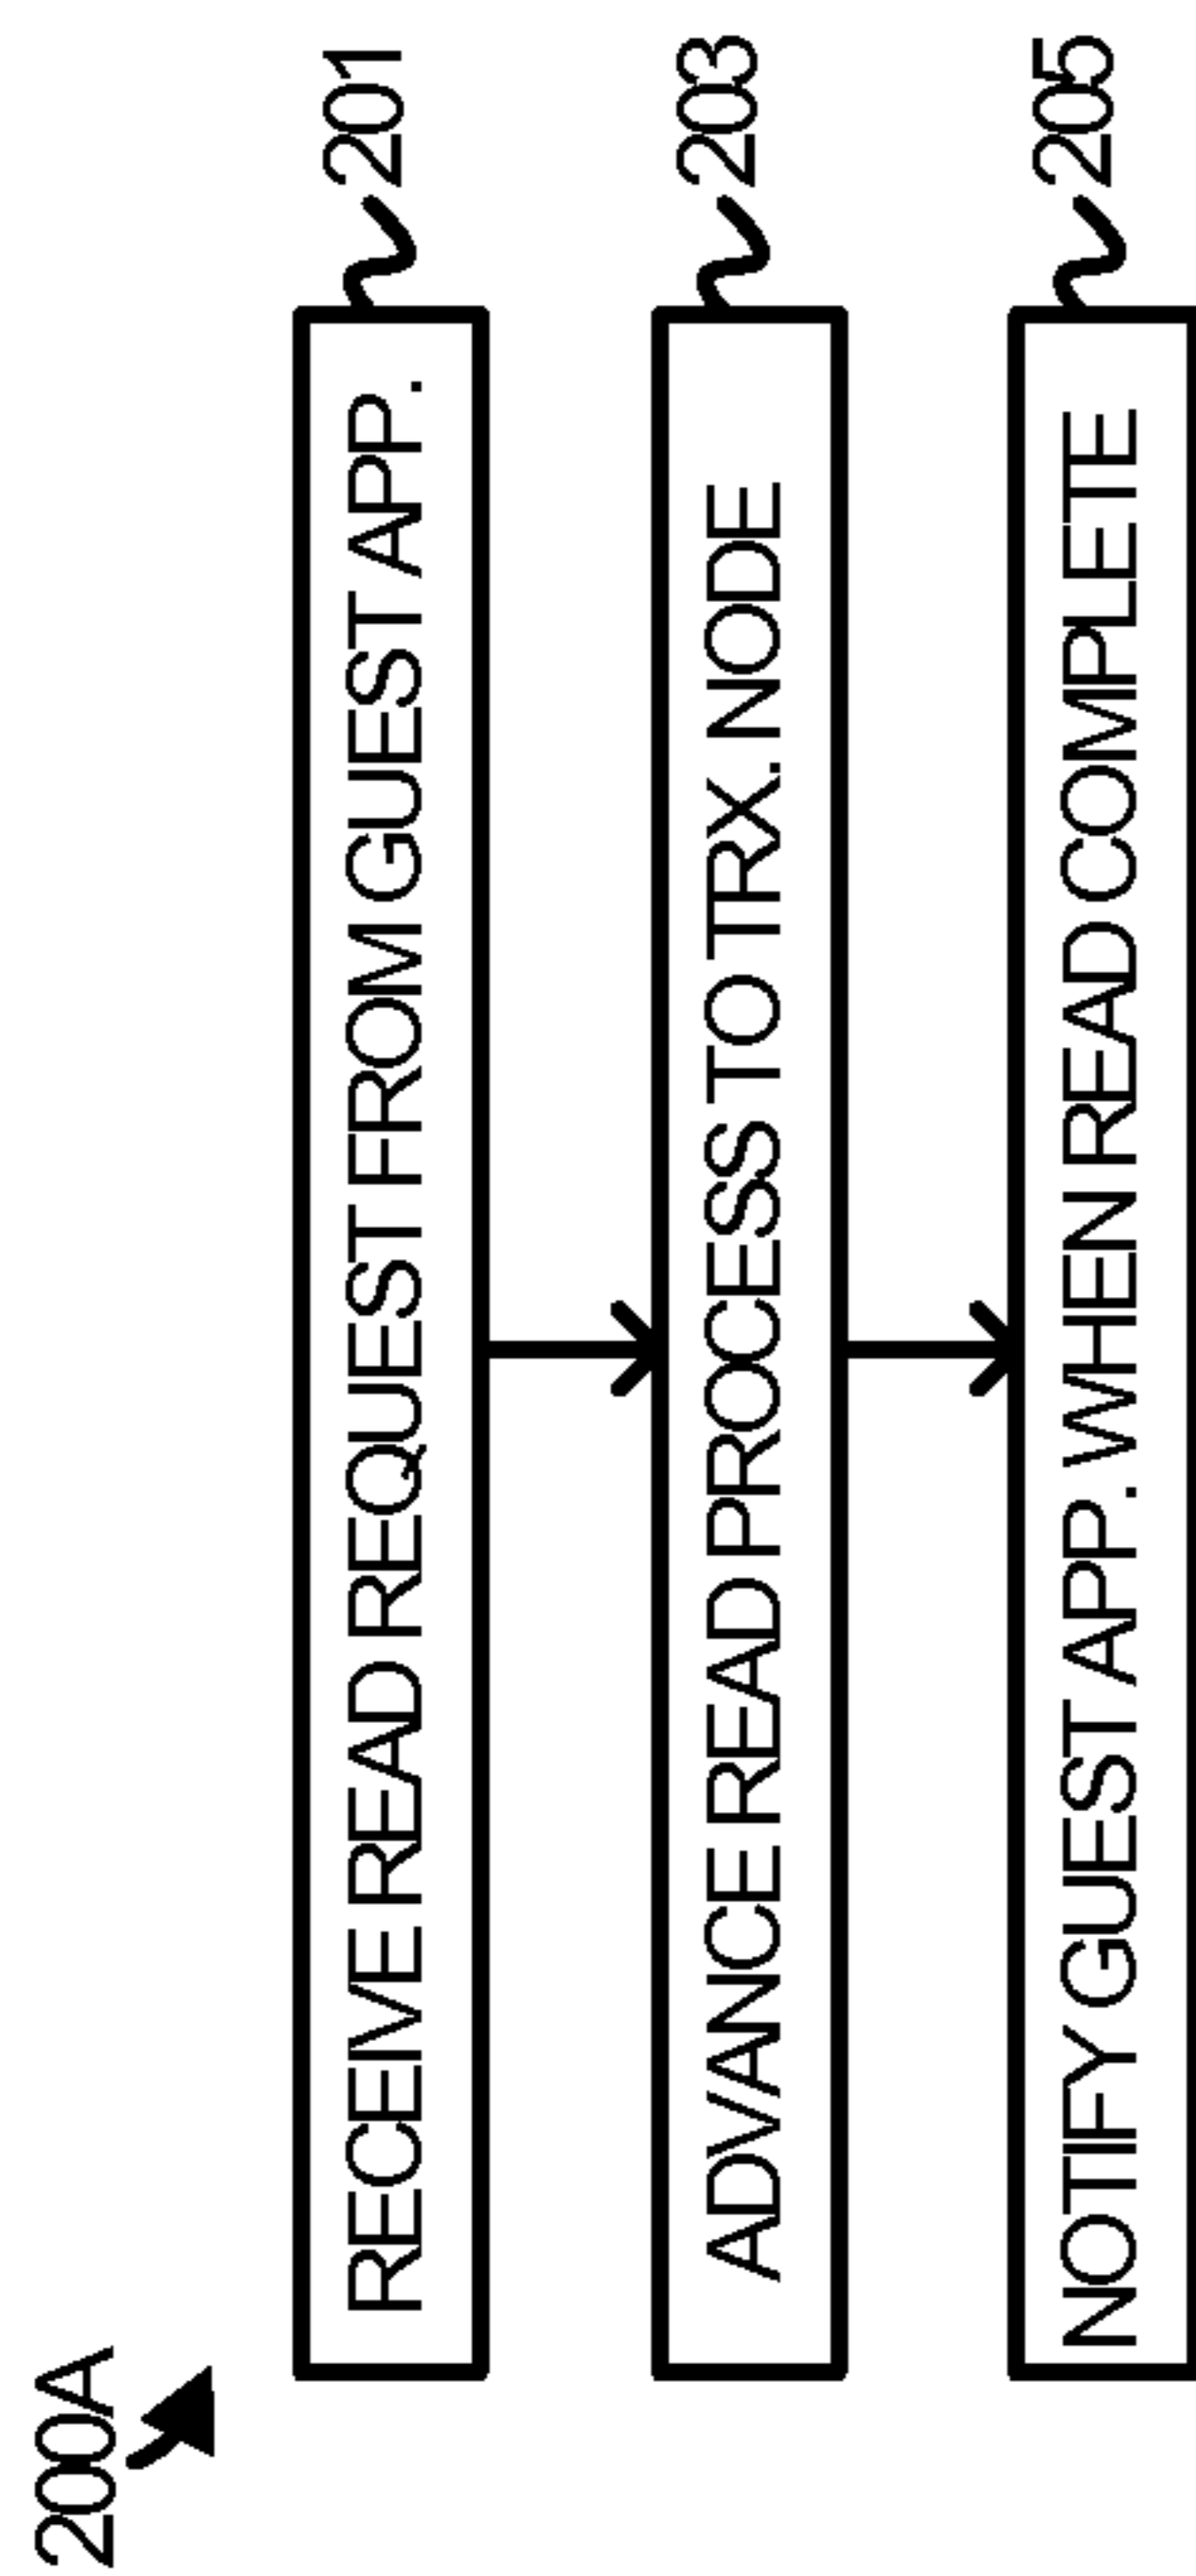 200A
RECEIVE READ REQUEST FROM GUEST APP.
201
ADVANCE READ PROCESS TO TRX. NODE
203
NOTIFY GUEST APP. WHEN READ COMPLETE
205